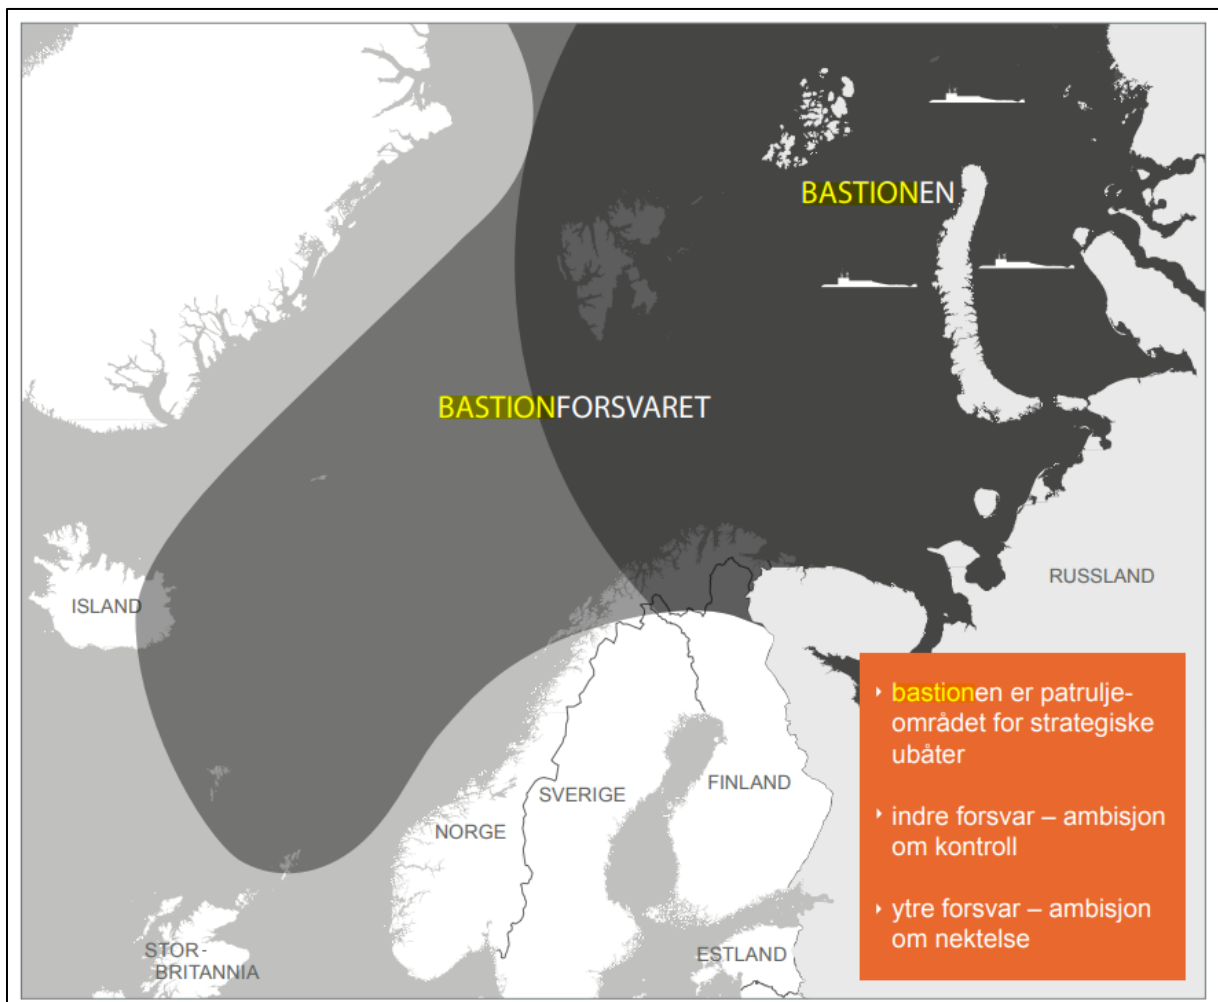 BASTIONEN
BASTIONFORSVARET
ISLAND
RUSSLAND
NORGE
SVERIGE
FINLAND
STOR-
BRITANNIA
ESTLAND
‣ bastionen er patrulje-
området for strategiske
ubåter
‣ indre forsvar – ambisjon
om kontroll
‣ ytre forsvar – ambisjon
om nektelse